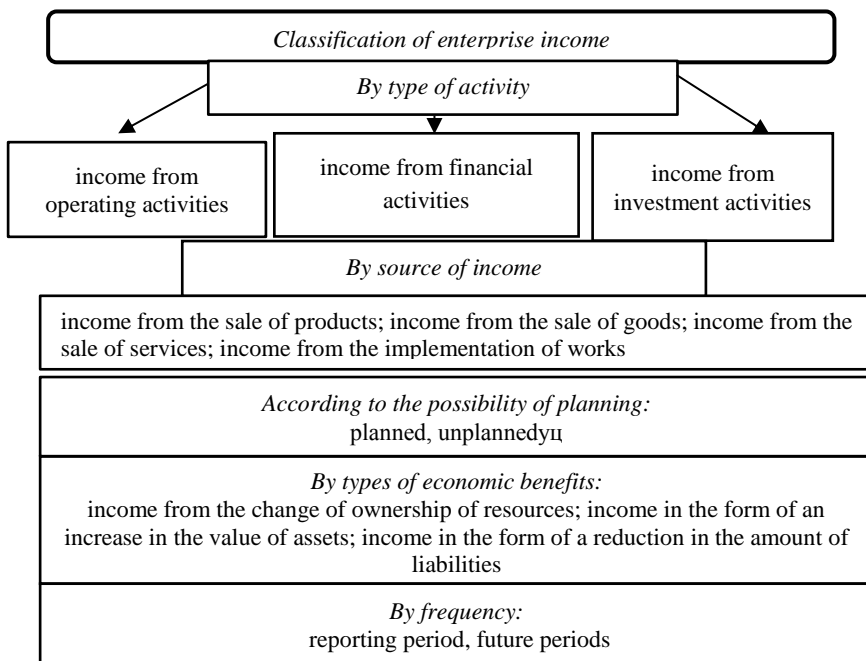 Classification of enterprise income
By type of activity
income from
operating activities
income from financial
activities
income from
investment activities
By source of income
income from the sale of products; income from the sale of goods; income from the
sale of services; income from the implementation of works
According to the possibility of planning:
planned, unplannedуц
By types of economic benefits:
income from the change of ownership of resources; income in the form of an
increase in the value of assets; income in the form of a reduction in the amount of
liabilities
By frequency:
reporting period, future periods